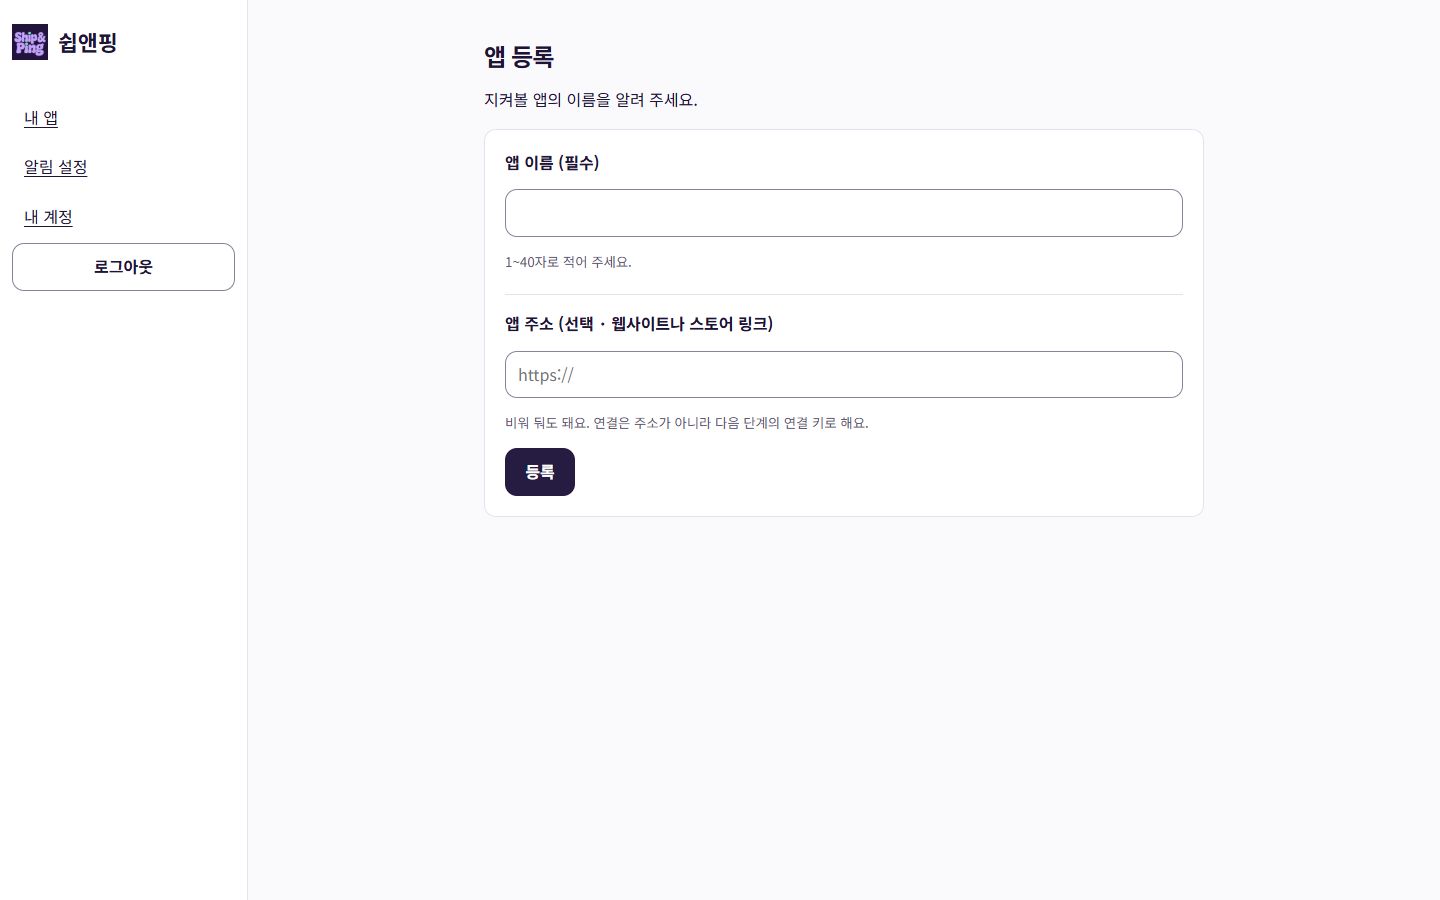 Ship&
Ping
쉽앤핑
내 앱
알림 설정
내 계정
로그아웃
앱 등록
지켜볼 앱의 이름을 알려 주세요.
앱 이름 (필수)
1~40자로 적어 주세요.
앱 주소 (선택 · 웹사이트나 스토어 링크)
https://
비워 둬도 돼요. 연결은 주소가 아니라 다음 단계의 연결 키로 해요.
등록